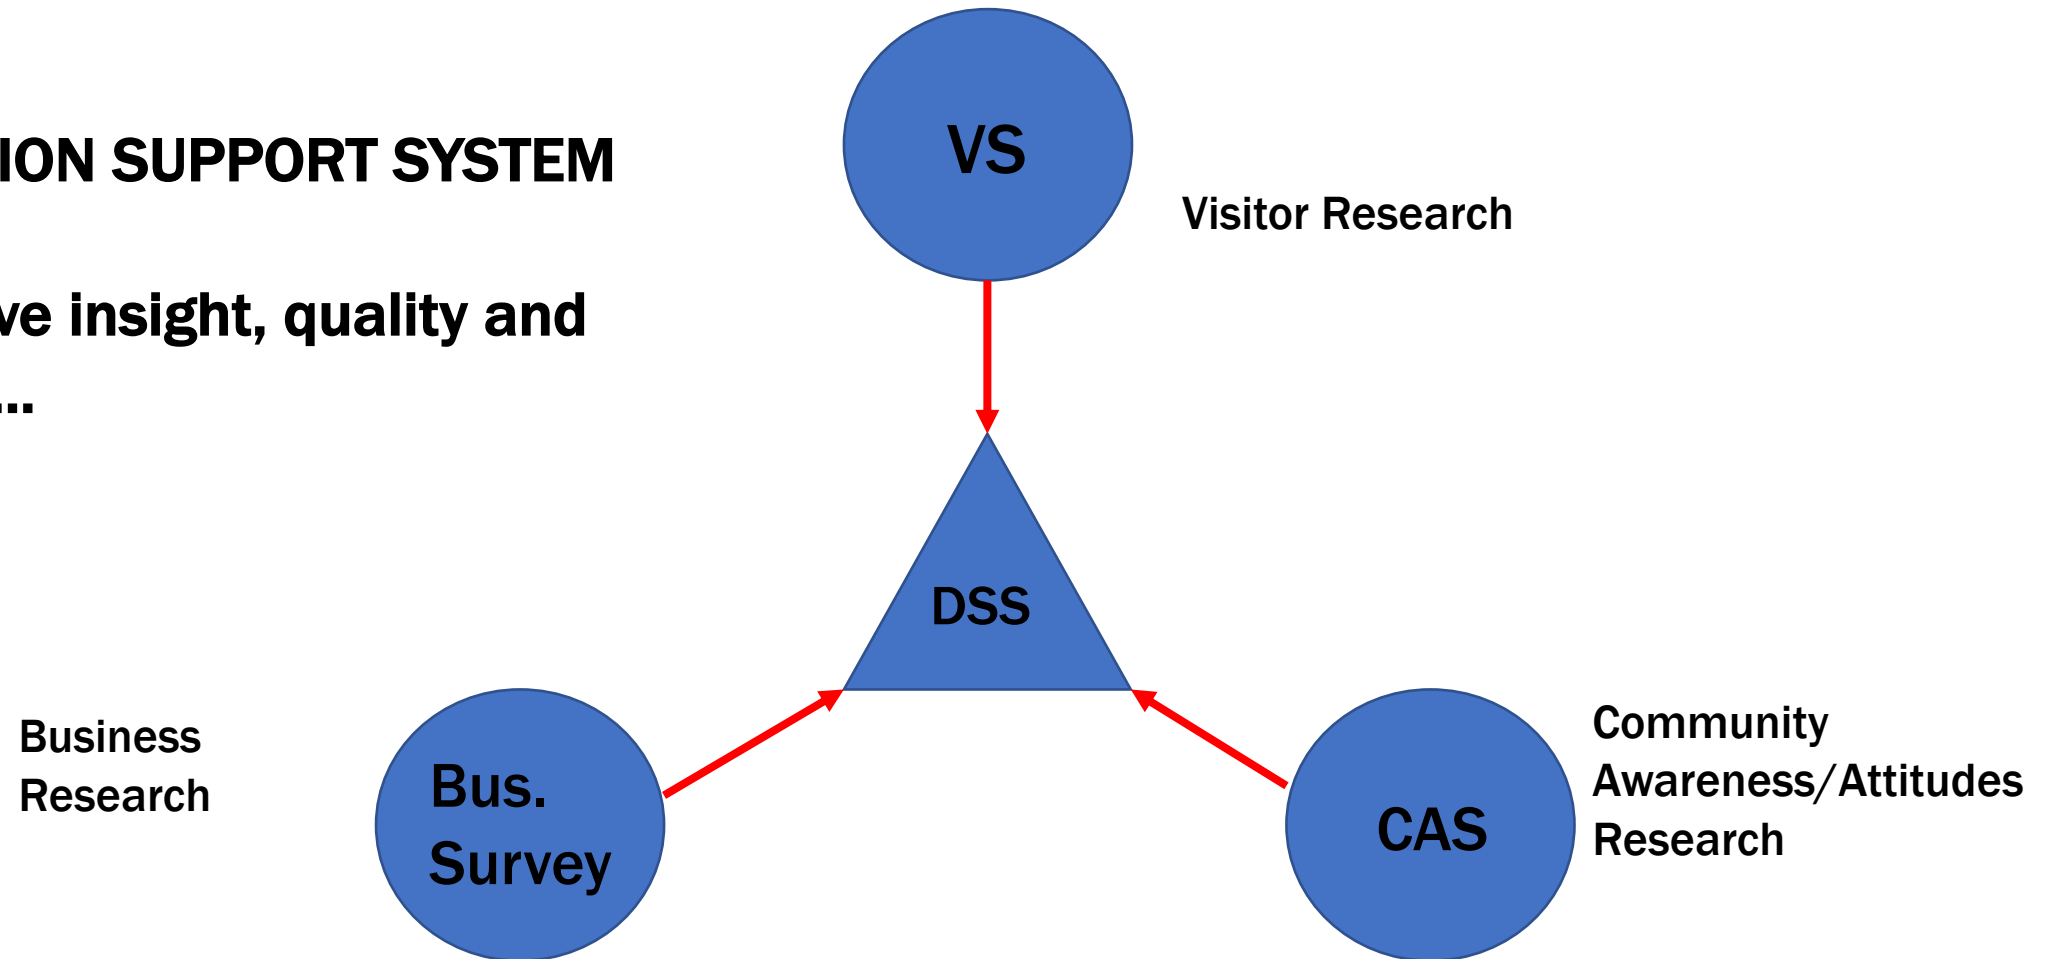 VS
ION SUPPORT SYSTEM
Visitor Research
ve insight, quality and
...
DSS
Business
Research
Bus.
Survey
CAS
Community
Awareness/Attitudes
Research